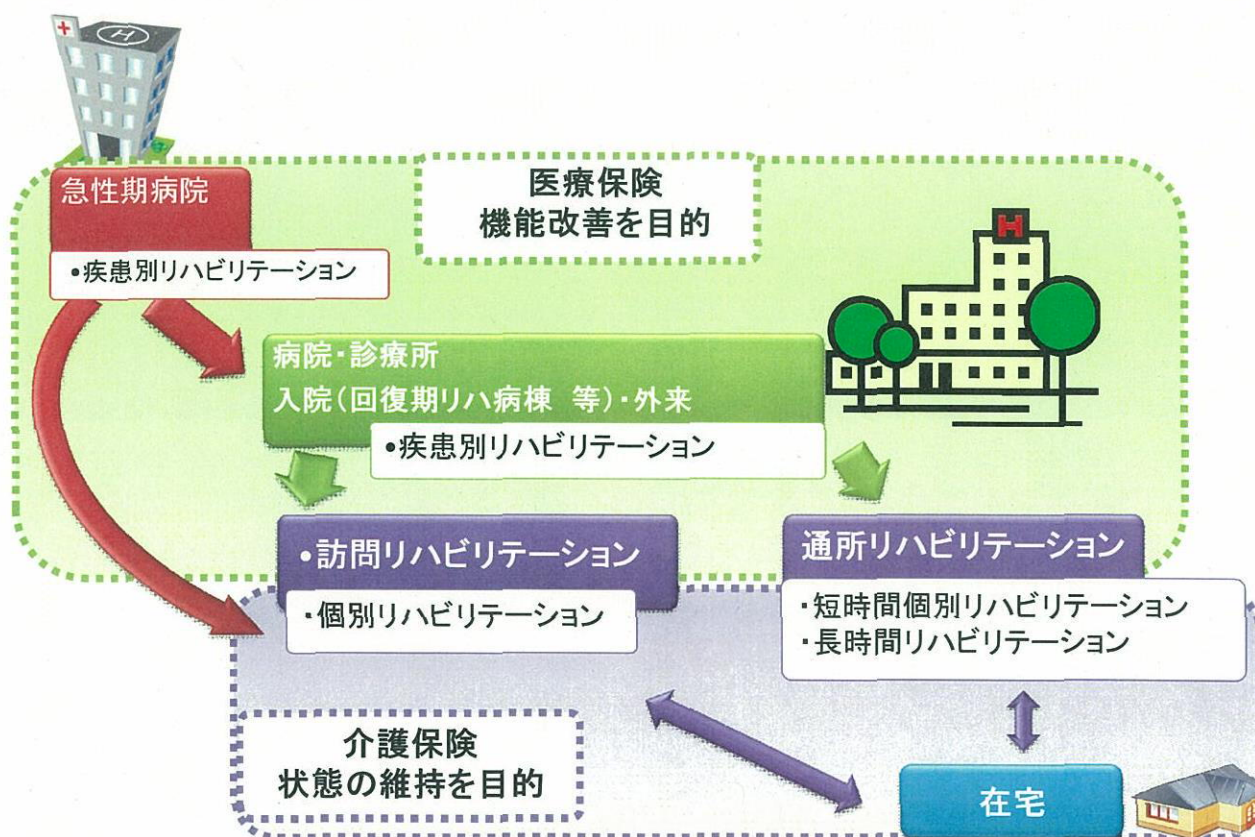 H
急性期病院
・疾患別リハビリテーション
医療保険
機能改善を目的
H
病院・診療所
入院(回復期リハ病棟 等)・外来
・疾患別リハビリテーション
・訪問リハビリテーション
・個別リハビリテーション
通所リハビリテーション
・短時間個別リハビリテーション
・長時間リハビリテーション
介護保険
状態の維持を目的
在宅